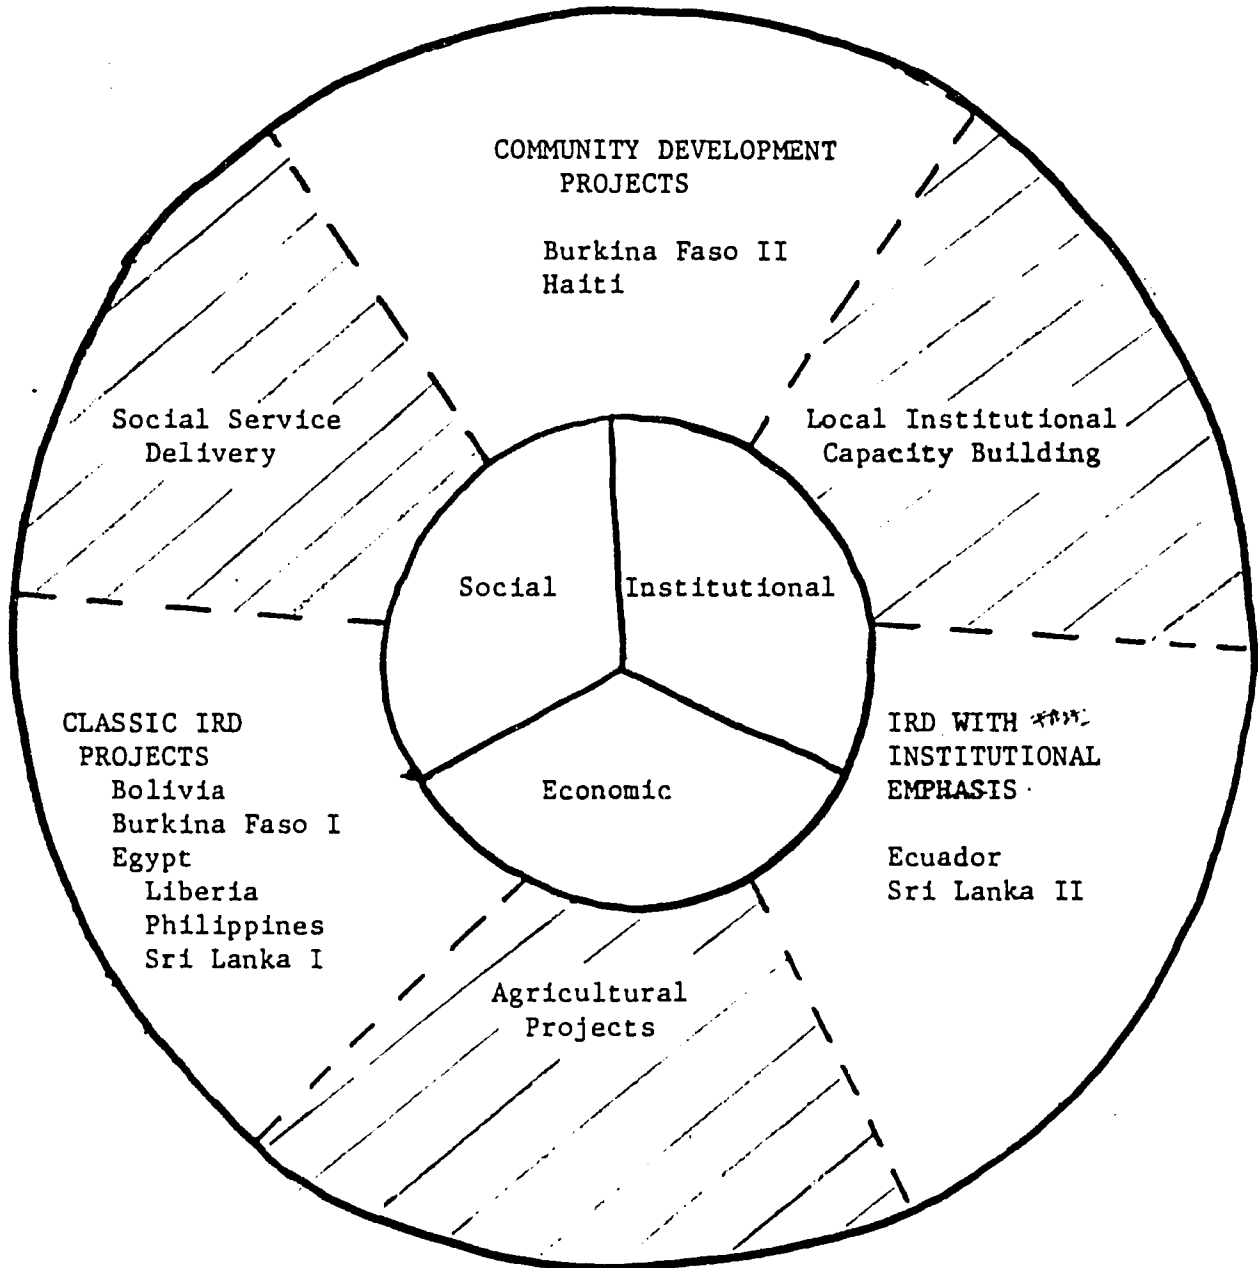 COMMUNITY DEVELOPMENT
PROJECTS
Burkina Faso II
Haiti
Social Service
Delivery
Local Institutional
Capacity Building
Social
Institutional
Economic
CLASSIC IRD
PROJECTS
Bolivia
Burkina Faso I
Egypt
Liberia
Philippines
Sri Lanka I
IRD WITH
INSTITUTIONAL
EMPHASIS
Ecuador
Sri Lanka II
Agricultural
Projects